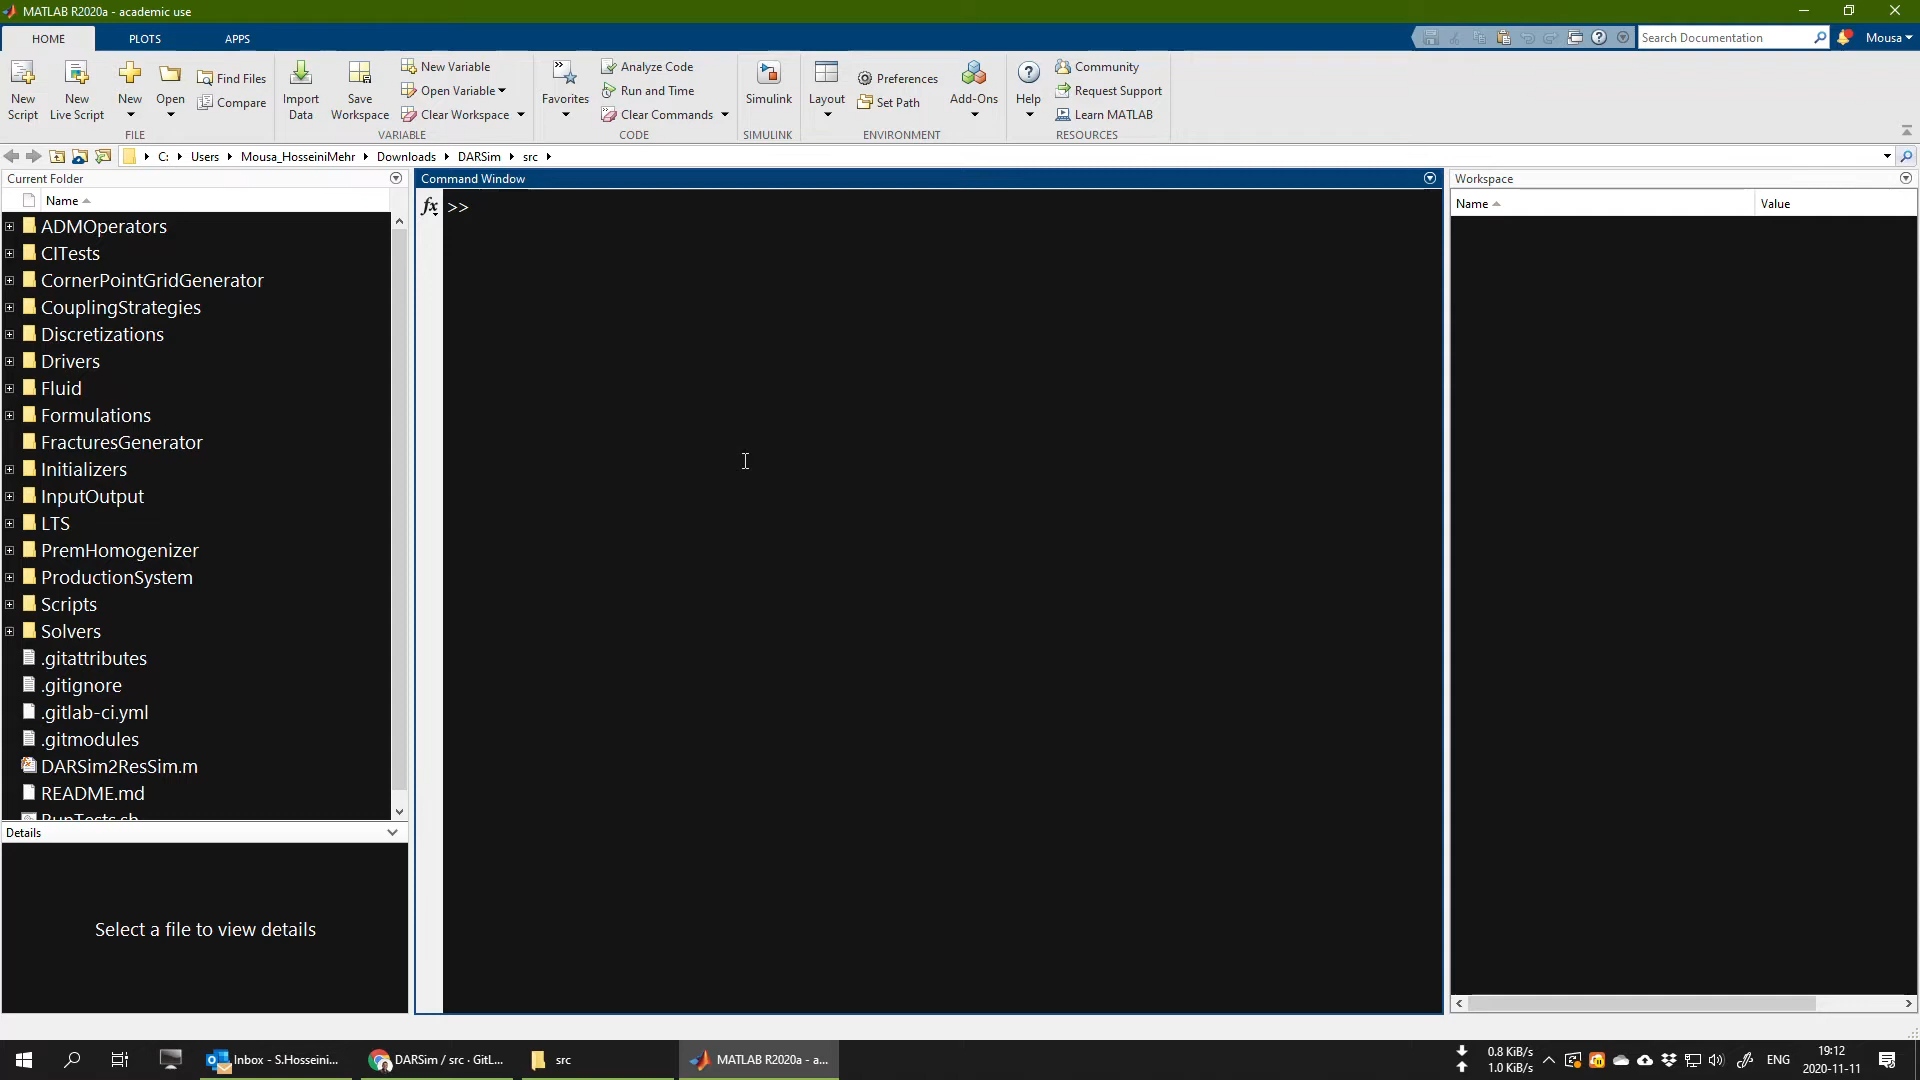 MATLAB R2020a - academic use
HOME
PLOTS
APPS
Search Documentation
Mousa
New Script
New Live Script
New
Open
Find Files
Compare
FILE
Import Data
Save Workspace
New Variable
Open Variable
Clear Workspace
VARIABLE
Favorites
Analyze Code
Run and Time
Clear Commands
CODE
Simulink
SIMULINK
Layout
Preferences
Set Path
Add-Ons
ENVIRONMENT
Help
Community
Request Support
Learn MATLAB
RESOURCES
C: Users Mousa_HosseiniMehr Downloads DARSim src
Current Folder
Name
ADMOperators
CITests
CornerPointGridGenerator
CouplingStrategies
Discretizations
Drivers
Fluid
Formulations
FracturesGenerator
Initializers
InputOutput
LTS
PremHomogenizer
ProductionSystem
Scripts
Solvers
.gitattributes
.gitignore
.gitlab-ci.yml
.gitmodules
DARSim2ResSim.m
README.md
RunTests.sh
Details
Select a file to view details
Command Window
fx >>
Workspace
Name
Value
Inbox - S.Hosseini...
DARSim / src · GitL...
src
MATLAB R2020a - a...
0.8 KiB/s
1.0 KiB/s
ENG
19:12
2020-11-11